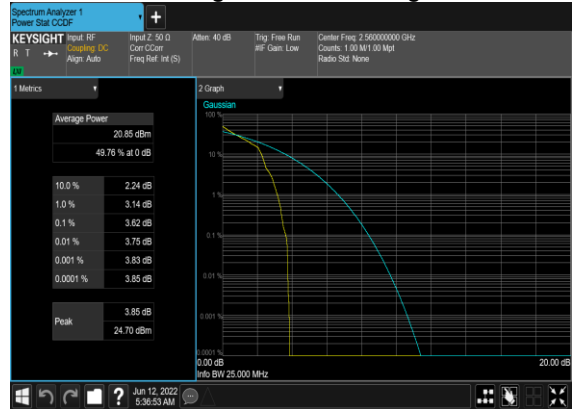 Spectrum Analyzer 1
Power Stat CCDF
KEYSIGHT
R T
LW
Input: RF
Coupling: DC
Align: Auto
Input Z: 50 Ω
Corr CCorr
Freq Ref: Int (S)
Atten: 40 dB
Trig: Free Run
#IF Gain: Low
Center Freq: 2.560000000 GHz
Counts: 1.00 M/1.00 Mpt
Radio Std: None
1 Metrics
Average Power
20.85 dBm
49.76 % at 0 dB
10.0 % 2.24 dB
1.0 % 3.14 dB
0.1 % 3.62 dB
0.01 % 3.75 dB
0.001 % 3.83 dB
0.0001 % 3.85 dB
Peak
3.85 dB
24.70 dBm
2 Graph
Gaussian
100 %
10 %
1 %
0.1 %
0.01 %
0.001 %
0.0001 %
0.00 dB 20.00 dB
Info BW 25.000 MHz
Jun 12, 2022
5:36:53 AM